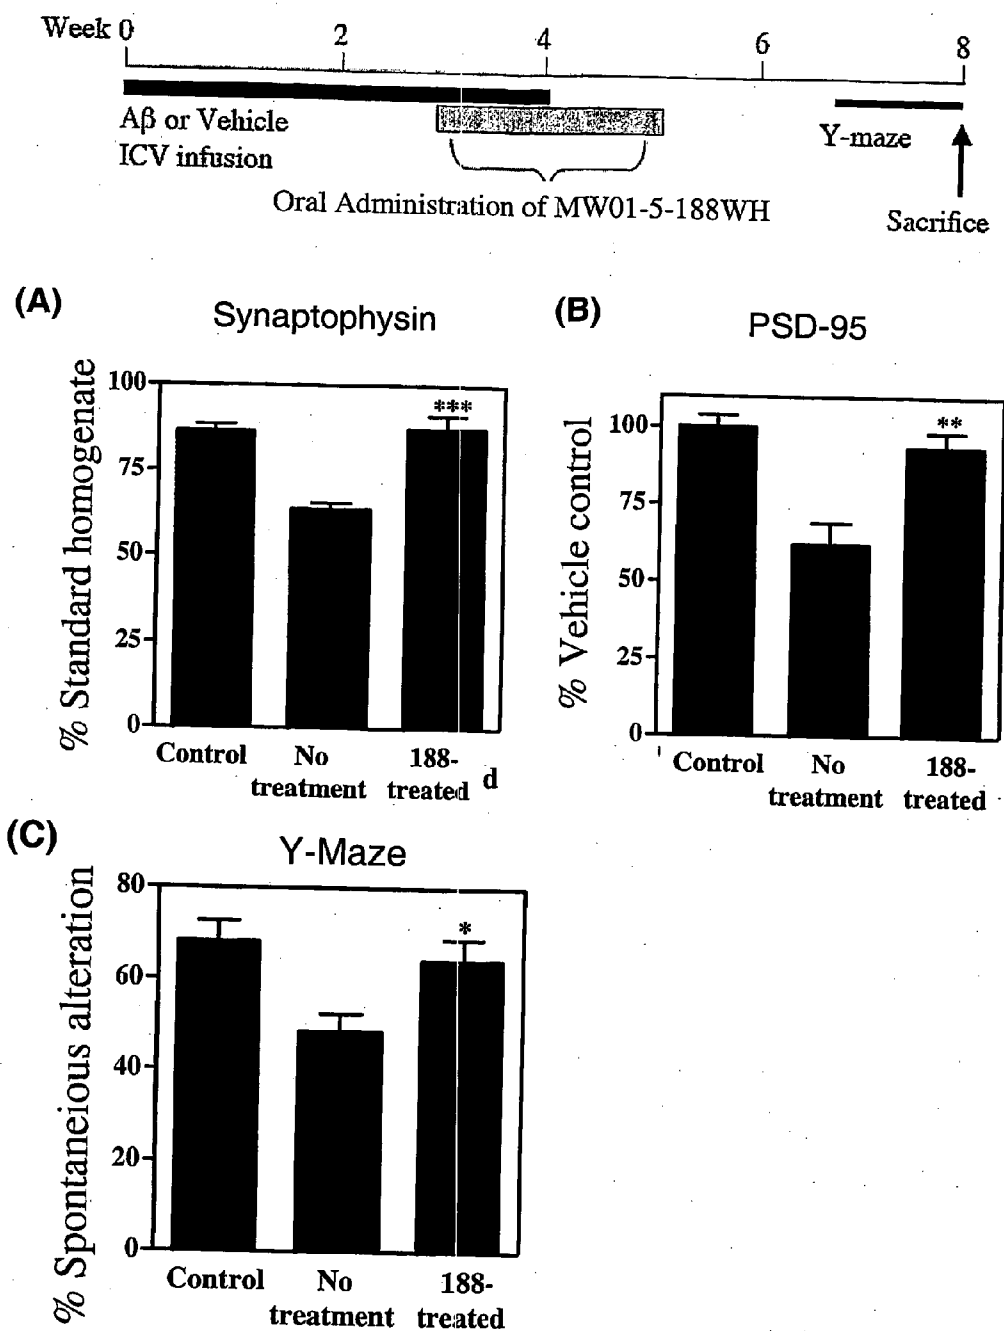 Week 0
2
4
6
8
Aβ or Vehicle
ICV infusion
Y-maze
Oral Administration of MW01-5-188WH
Sacrifice
(A)
Synaptophysin
% Standard homogenate
100
75
50
25
0
Control
No
treatment
188-
treated
d
(B)
PSD-95
% Vehicle control
100
75
50
25
0
**
Control
No
treatment
188-
treated
***
(C)
Y-Maze
% Spontaneious alteration
80
60
40
20
0
*
Control
No
treatment
188-
treated